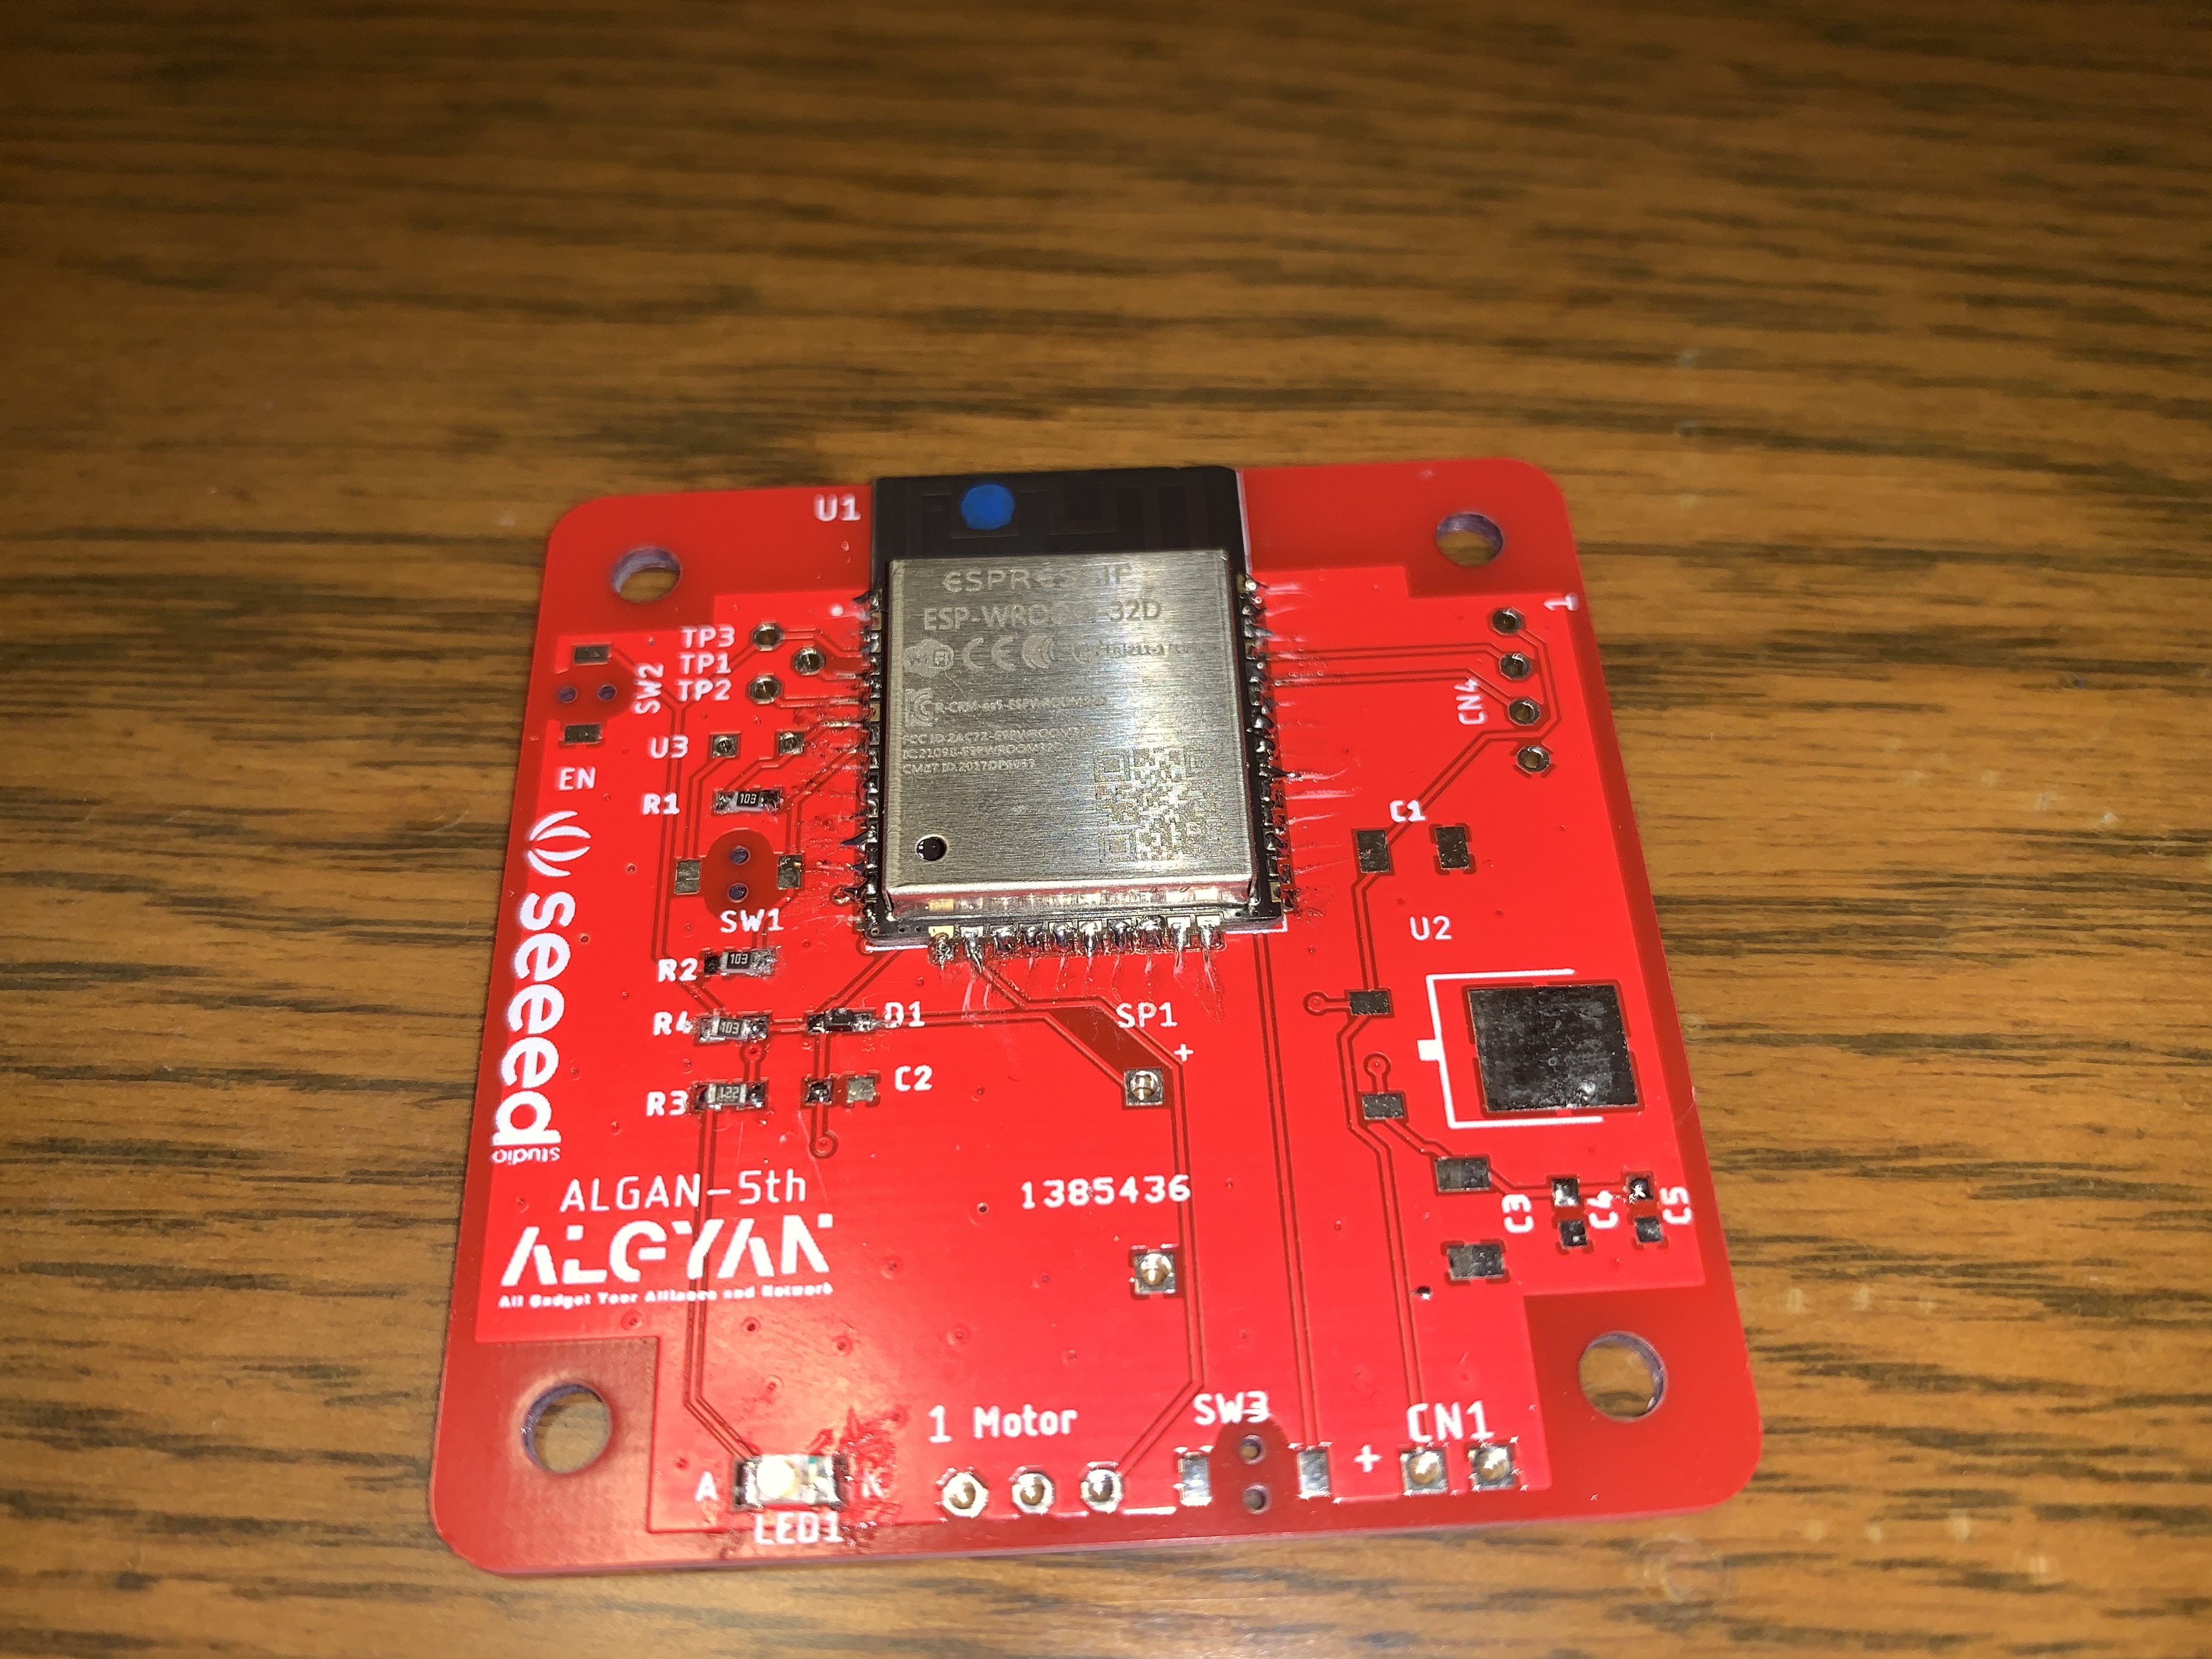 U1
ESP-WROOM-32D
CE
TP3
TP1
TP2
SW2
1
CN4
U3
EN
R1
103
C1
SW1
U2
seeed
studio
R2
103
R4
103
D1
SP1
+
R3
122
C2
ALGAN-5th
ALGYAN
All Gadget Your Alliance and Network
1385436
C3
C4
C5
1 Motor
SW3
+
CN1
A
K
LED1